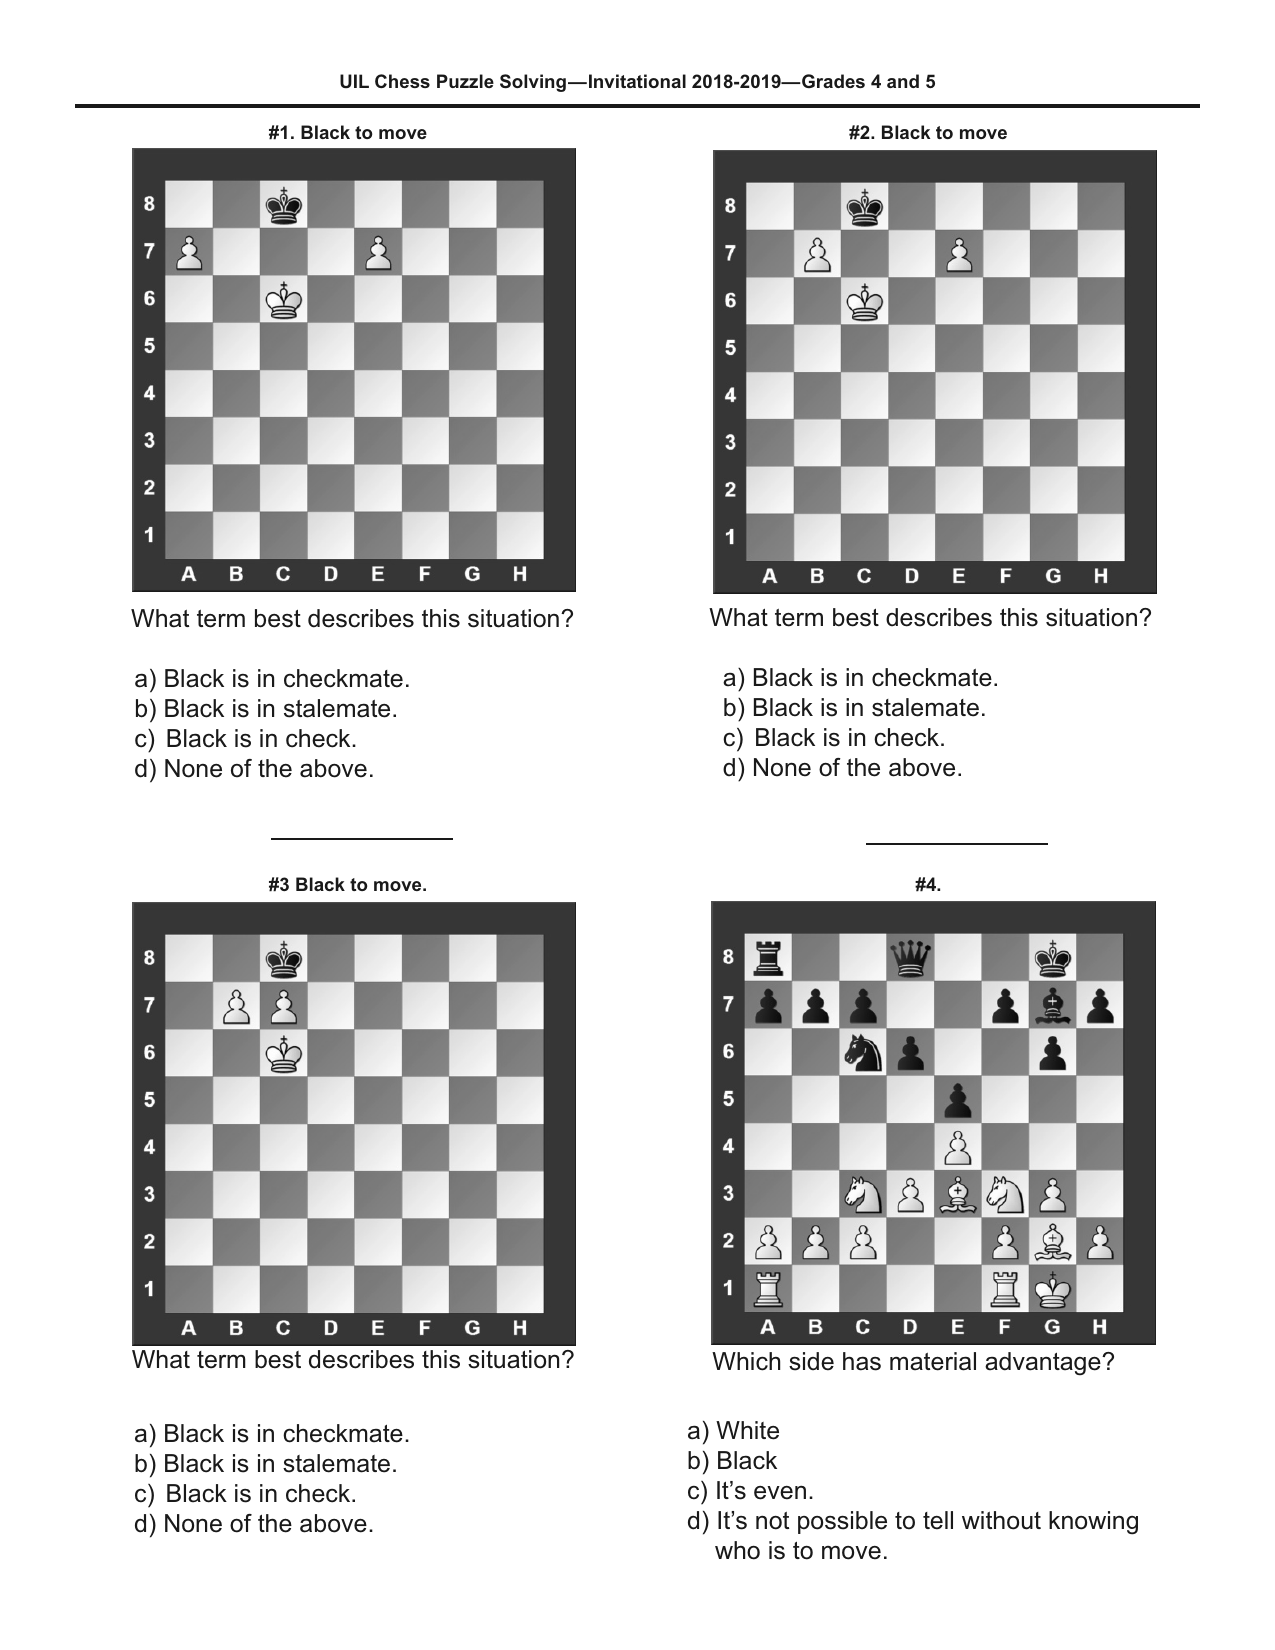 UIL Chess Puzzle Solving—Invitational 2018-2019—Grades 4 and 5
#1. Black to move
8
7
6
5
4
3
2
1
A B C D E F G H
What term best describes this situation?
a) Black is in checkmate.
b) Black is in stalemate.
c) Black is in check.
d) None of the above.
#2. Black to move
8
7
6
5
4
3
2
1
A B C D E F G H
What term best describes this situation?
a) Black is in checkmate.
b) Black is in stalemate.
c) Black is in check.
d) None of the above.
#3 Black to move.
8
7
6
5
4
3
2
1
A B C D E F G H
What term best describes this situation?
a) Black is in checkmate.
b) Black is in stalemate.
c) Black is in check.
d) None of the above.
#4.
8
7
6
5
4
3
2
1
A B C D E F G H
Which side has material advantage?
a) White
b) Black
c) It’s even.
d) It’s not possible to tell without knowing
who is to move.